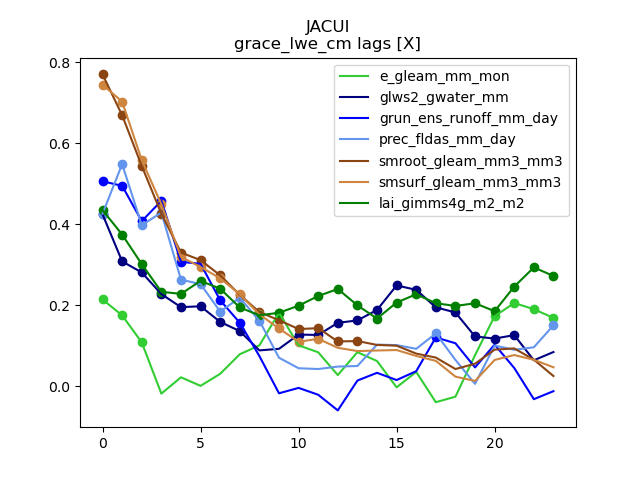 JACUI
grace_lwe_cm lags [X]
e_gleam_mm_mon
glws2_gwater_mm
grun_ens_runoff_mm_day
prec_fldas_mm_day
smroot_gleam_mm3_mm3
smsurf_gleam_mm3_mm3
lai_gimms4g_m2_m2
0.8
0.6
0.4
0.2
0.0
0 5 10 15 20